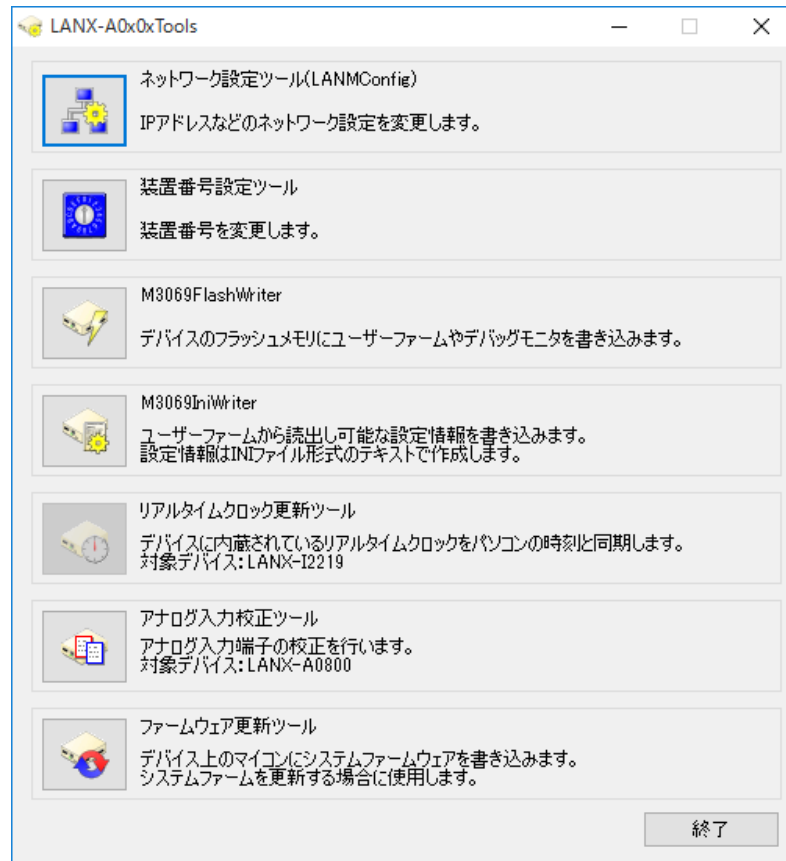 LANX-A0x0xTools
ネットワーク設定ツール(LANMConfig)
IPアドレスなどのネットワーク設定を変更します。
装置番号設定ツール
装置番号を変更します。
M3069FlashWriter
デバイスのフラッシュメモリにユーザーファームやデバッグモニタを書き込みます。
M3069IniWriter
ユーザーファームから読出し可能な設定情報を書き込みます。
設定情報はINIファイル形式のテキストで作成します。
リアルタイムクロック更新ツール
デバイスに内蔵されているリアルタイムクロックをパソコンの時刻と同期します。
対象デバイス:LANX-I2219
アナログ入力校正ツール
アナログ入力端子の校正を行います。
対象デバイス:LANX-A0800
ファームウェア更新ツール
デバイス上のマイコンにシステムファームウェアを書き込みます。
システムファームを更新する場合に使用します。
終了